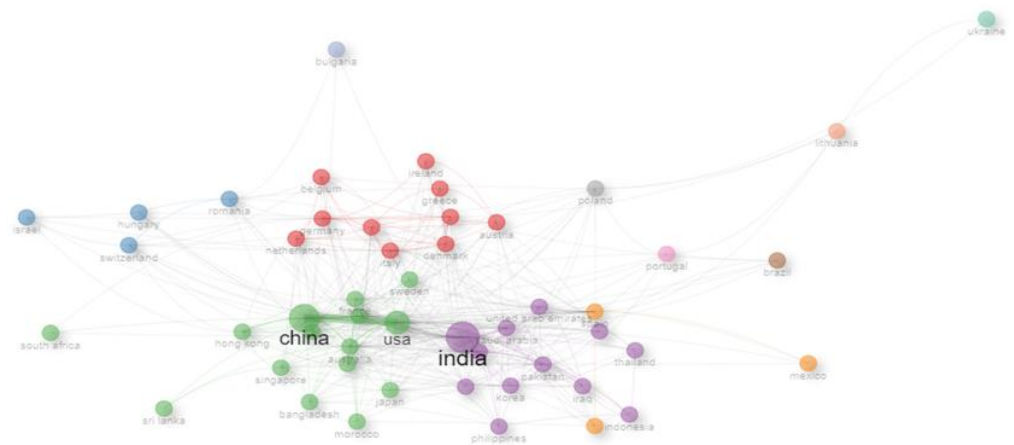 ukraine
bulgaria
lithuania
ireland
belgium
greece
poland
romania
israel
hungary
germany
austria
switzerland
netherlands
denmark
italy
portugal
brazil
sweden
united arab emirates
china
usa
saudi arabia
south africa
hong kong
india
australia
thailand
pakistan
mexico
singapore
japan
korea
iraq
sri lanka
bangladesh
indonesia
morocco
philippines